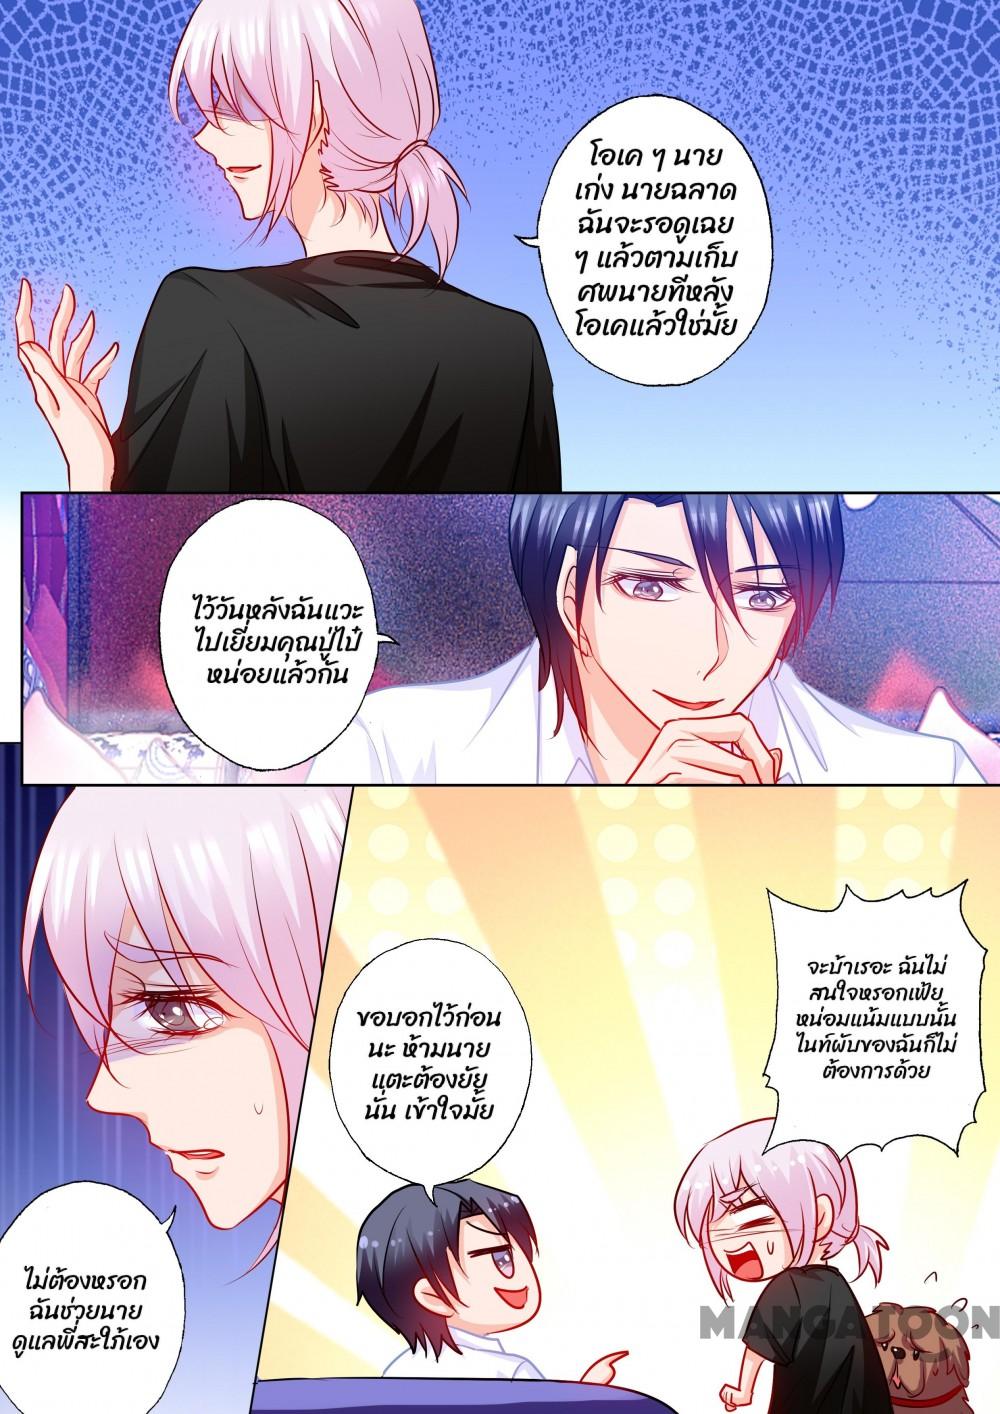 โอเค ๆ นาย
เก่ง นายฉลาด
ฉันจะรอดูเฉย
ๆ แล้วตามเก็บ
ศพนายทีหลัง
โอเคแล้วใช่มั้ย
ไว้วันหลังฉันแวะ
ไปเยี่ยมคุณปู่ไป๋
หน่อยแล้วกัน
ไม่ต้องหรอก
ฉันช่วยนาย
ดูแลพี่สะใภ้เอง
ขอบอกไว้ก่อน
นะ ห้ามนาย
แตะต้องยัย
นั่น เข้าใจมั้ย
จะบ้าเรอะ ฉันไม่
สนใจหรอกเฟ้ย
หน่อมแน้มแบบนั้น
ไนท์ผับของฉันก็ไม่
ต้องการด้วย
MANGATOON